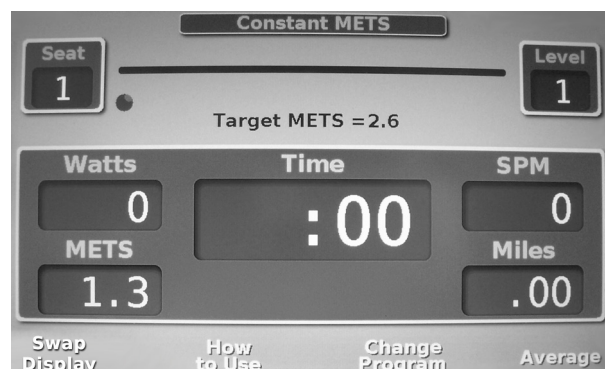 Constant METS
Seat
1
Level
1
Target METS =2.6
Watts
0
Time
:00
SPM
0
METS
1.3
Miles
.00
Swap
Display
How
to Use
Change
Program
Average